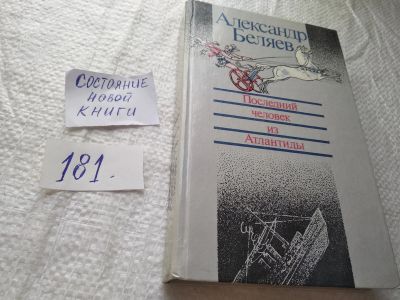 СОСТОЯНИЕ
НОВОЙ
КНИГИ
181.
Александр
Беляев
Последний
человек
из
Атлантиды